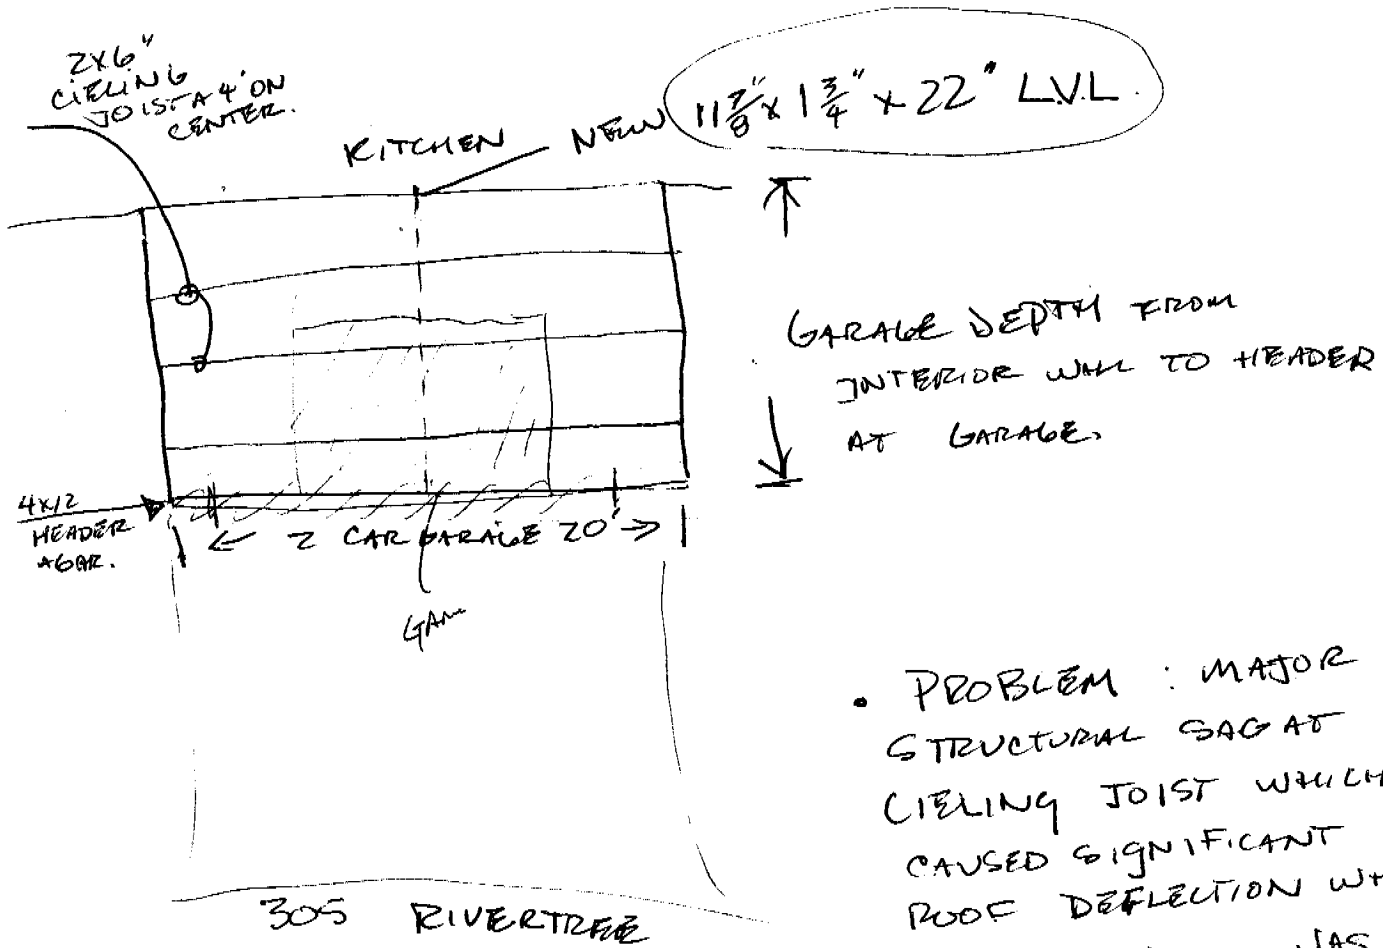 2x6"
CIELING
JOIST A 4' ON
CENTER.
KITCHEN
NEW 11 7/8" x 1 3/4" x 22" L.V.L.
GARAGE DEPTH FROM
INTERIOR WALL TO HEADER
AT GARAGE.
4x12
HEADER
2 CAR GARAGE 20'
• PROBLEM : MAJOR
STRUCTURAL SAG AT
CIELING JOIST WHICH
CAUSED SIGNIFICANT
ROOF DEFLECTION
305 RIVERTREE